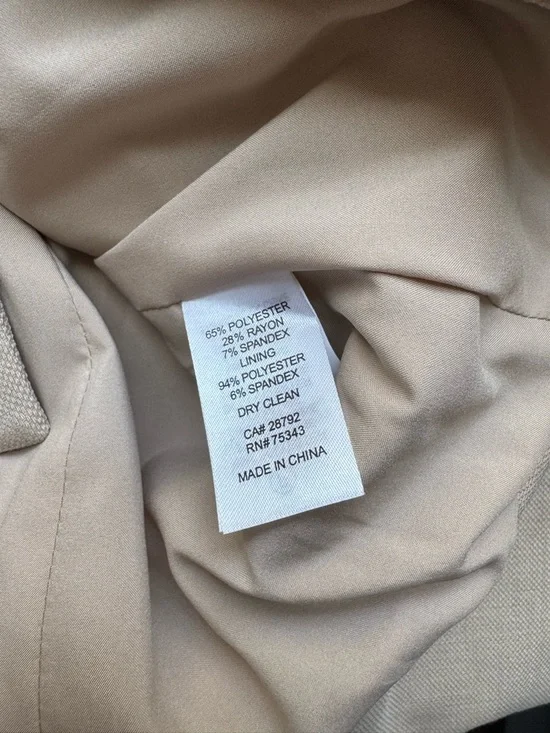 65% POLYESTER
28% RAYON
7% SPANDEX
LINING
94% POLYESTER
6% SPANDEX
DRY CLEAN
CA# 28792
RN# 75343
MADE IN CHINA